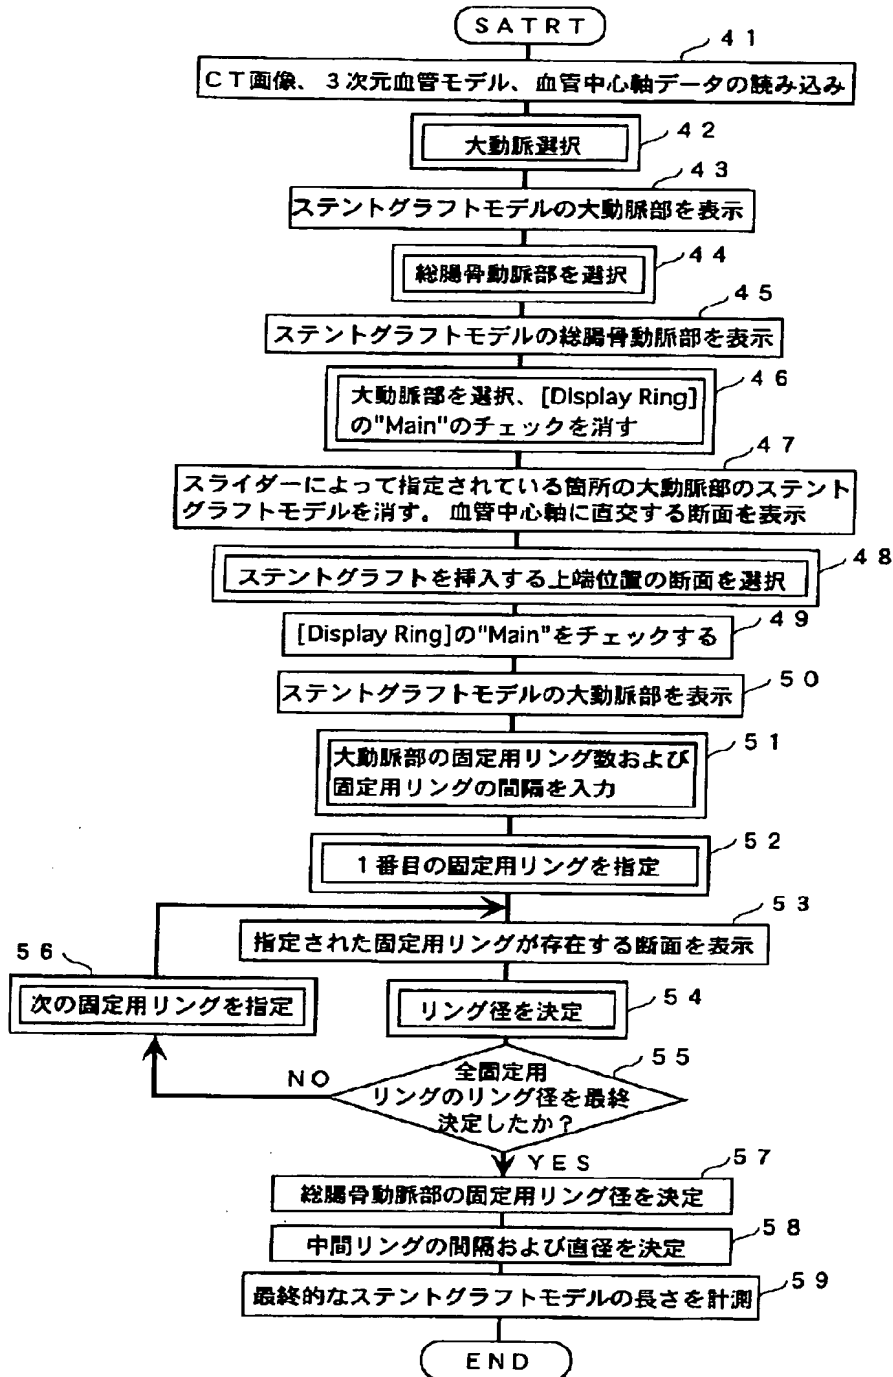 SATRT
41
CT画像、3次元血管モデル、血管中心軸データの読み込み
42
大動脈選択
43
ステントグラフトモデルの大動脈部を表示
44
総腸骨動脈部を選択
45
ステントグラフトモデルの総腸骨動脈部を表示
46
大動脈部を選択、[Display Ring]
の"Main"のチェックを消す
47
スライダーによって指定されている箇所の大動脈部のステント
グラフトモデルを消す。血管中心軸に直交する断面を表示
48
ステントグラフトを挿入する上端位置の断面を選択
49
[Display Ring]の"Main"をチェックする
50
ステントグラフトモデルの大動脈部を表示
51
大動脈部の固定用リング数および
固定用リングの間隔を入力
52
1番目の固定用リングを指定
53
指定された固定用リングが存在する断面を表示
56
次の固定用リングを指定
54
リング径を決定
55
全固定用
リングのリング径を最終
決定したか?
NO
YES
57
総腸骨動脈部の固定用リング径を決定
58
中間リングの間隔および直径を決定
59
最終的なステントグラフトモデルの長さを計測
END